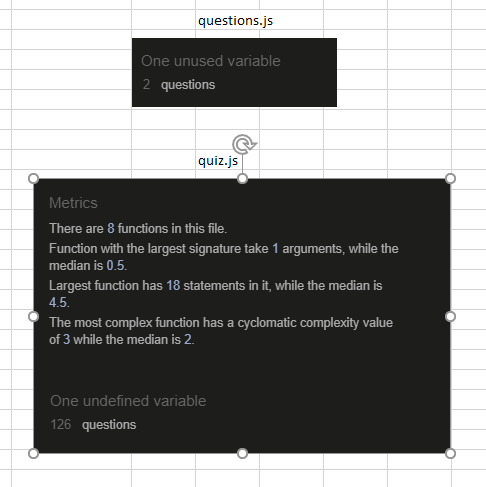 questions.js
One unused variable
2 questions
quiz.js
Metrics
There are 8 functions in this file.
Function with the largest signature take 1 arguments, while the
median is 0.5.
Largest function has 18 statements in it, while the median is
4.5.
The most complex function has a cyclomatic complexity value
of 3 while the median is 2.
One undefined variable
126 questions